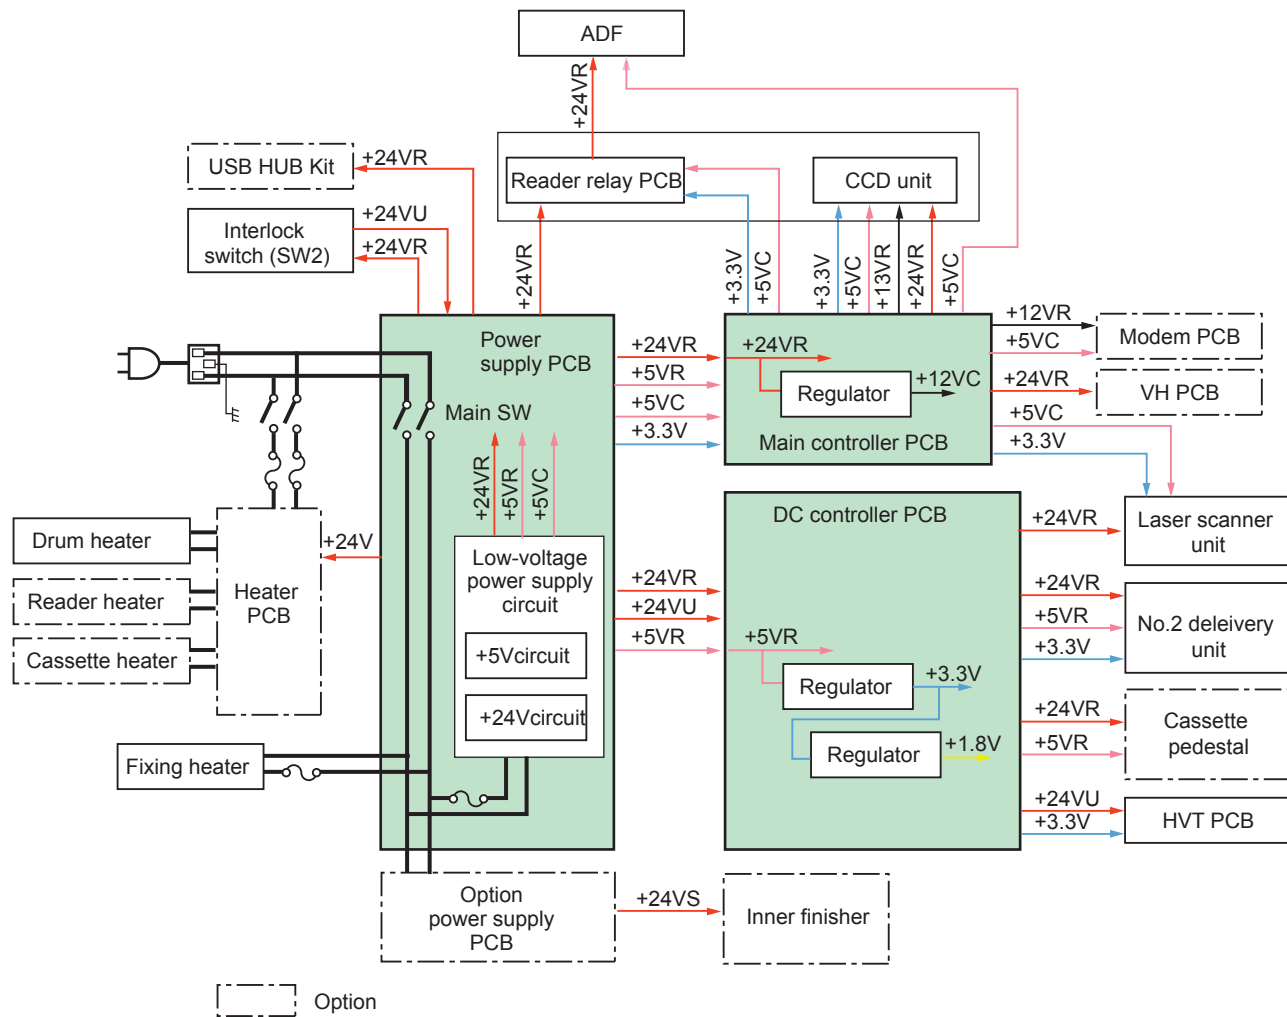 ADF
+24VR
USB HUB Kit
+24VR
Reader relay PCB
CCD unit
Interlock
switch (SW2)
+24VU
+24VR
+24VR
+3.3V
+5VC
+3.3V
+5VC
+13VR
+24VR
+5VC
Power
supply PCB
Main SW
+24VR
+5VR
+5VC
+3.3V
+24VR
Regulator
+12VC
Main controller PCB
+12VR
+5VC
Modem PCB
+24VR
VH PCB
+5VC
+3.3V
+24VR
+5VR
+5VC
Low-voltage
power supply
circuit
+5Vcircuit
+24Vcircuit
Drum heater
Reader heater
Cassette heater
Heater
PCB
+24V
Fixing heater
+24VR
+24VU
+5VR
DC controller PCB
+5VR
Regulator
+3.3V
Regulator
+1.8V
+24VR
Laser scanner
unit
+24VR
+5VR
+3.3V
No.2 deleivery
unit
+24VR
+5VR
Cassette
pedestal
+24VU
+3.3V
HVT PCB
Option
power supply
PCB
+24VS
Inner finisher
Option